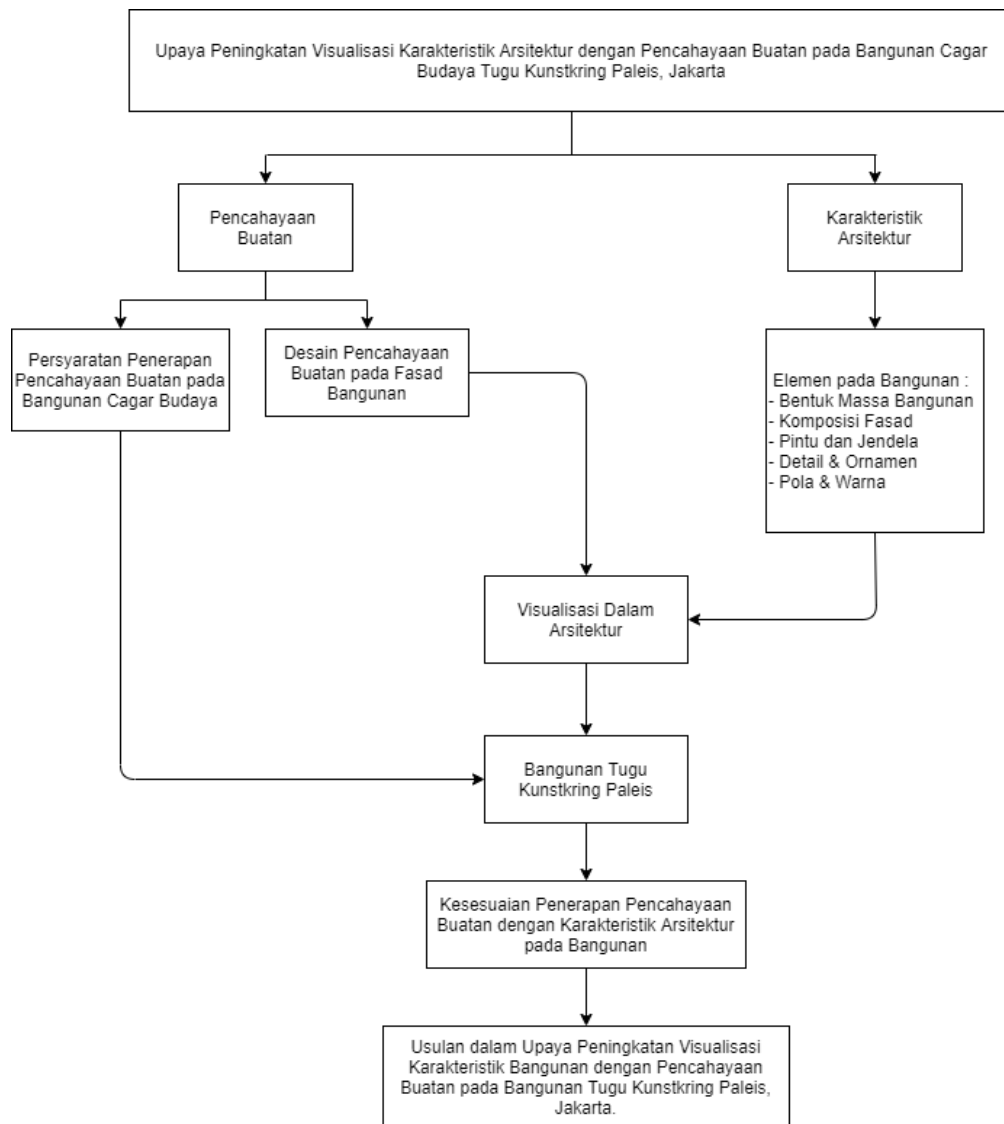 Upaya Peningkatan Visualisasi Karakteristik Arsitektur dengan Pencahayaan Buatan pada Bangunan Cagar
Budaya Tugu Kunstkring Paleis, Jakarta
Pencahayaan
Buatan
Karakteristik
Arsitektur
Persyaratan Penerapan
Pencahayaan Buatan pada
Bangunan Cagar Budaya
Desain Pencahayaan
Buatan pada Fasad
Bangunan
Elemen pada Bangunan :
- Bentuk Massa Bangunan
- Komposisi Fasad
- Pintu dan Jendela
- Detail & Ornamen
- Pola & Warna
Visualisasi Dalam
Arsitektur
Bangunan Tugu
Kunstkring Paleis
Kesesuaian Penerapan Pencahayaan
Buatan dengan Karakteristik Arsitektur
pada Bangunan
Usulan dalam Upaya Peningkatan Visualisasi
Karakteristik Bangunan dengan Pencahayaan
Buatan pada Bangunan Tugu Kunstkring Paleis,
Jakarta.